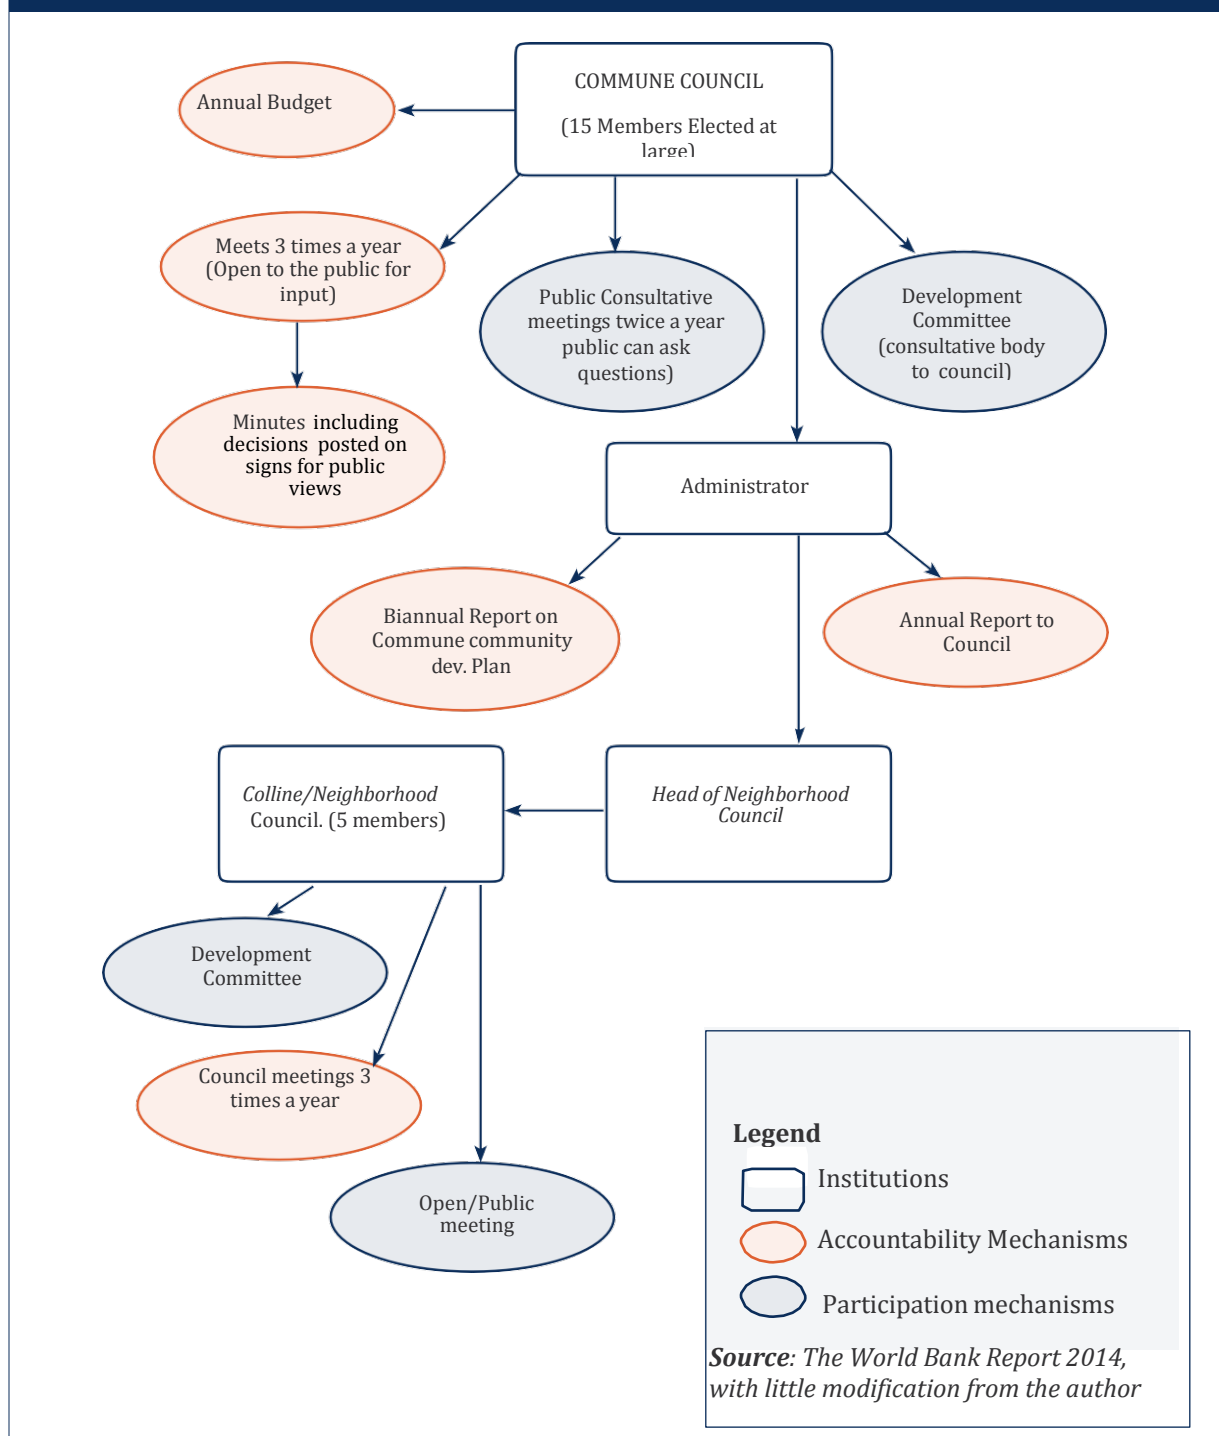 COMMUNE COUNCIL
(15 Members Elected at
large)
Annual Budget
Meets 3 times a year
(Open to the public for
input)
Public Consultative
meetings twice a year
public can ask
questions)
Development
Committee
(consultative body
to council)
Minutes including
decisions posted on
signs for public
views
Administrator
Biannual Report on
Commune community
dev. Plan
Annual Report to
Council
Colline/Neighborhood
Council. (5 members)
Head of Neighborhood
Council
Development
Committee
Council meetings 3
times a year
Open/Public
meeting
Legend
Institutions
Accountability Mechanisms
Participation mechanisms
Source: The World Bank Report 2014,
with little modification from the author